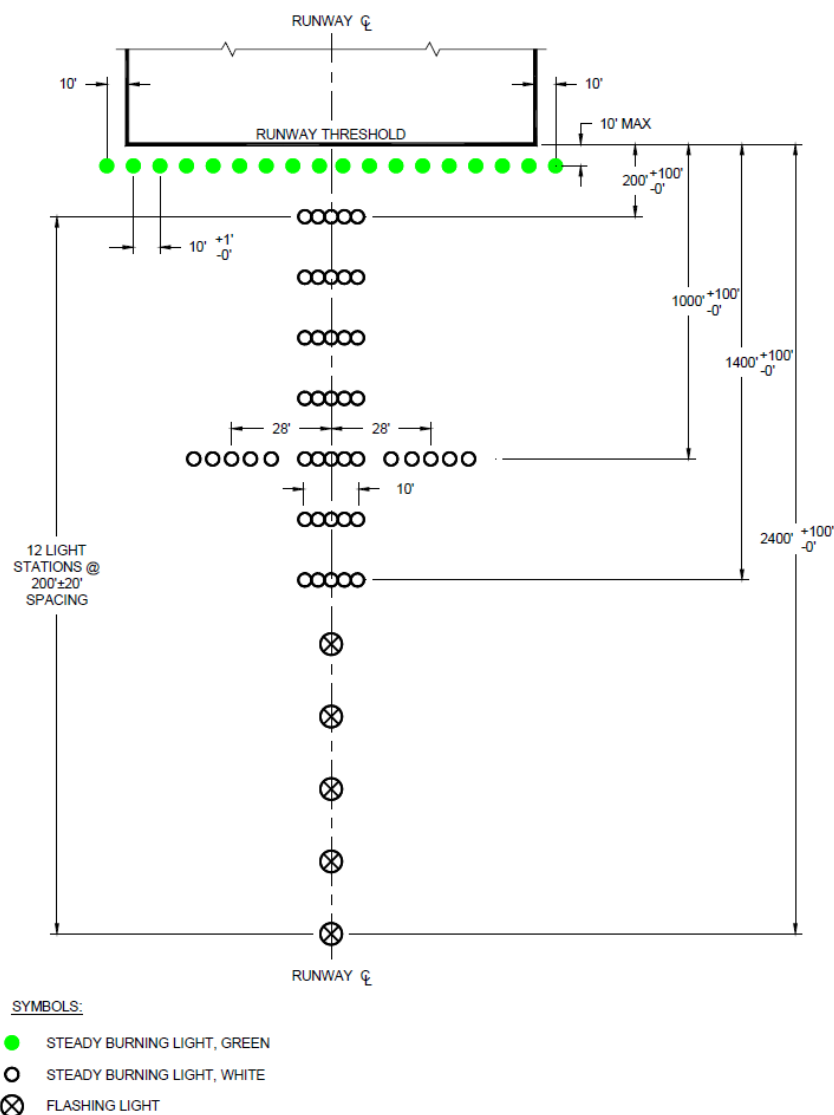 RUNWAY ℄
10'
10'
10' MAX
RUNWAY THRESHOLD
200' +100' -0'
10' +1' -0'
1000' +100' -0'
1400' +100' -0'
28'
28'
10'
2400' +100' -0'
12 LIGHT
STATIONS @
200'±20'
SPACING
RUNWAY ℄
SYMBOLS:
STEADY BURNING LIGHT, GREEN
STEADY BURNING LIGHT, WHITE
FLASHING LIGHT